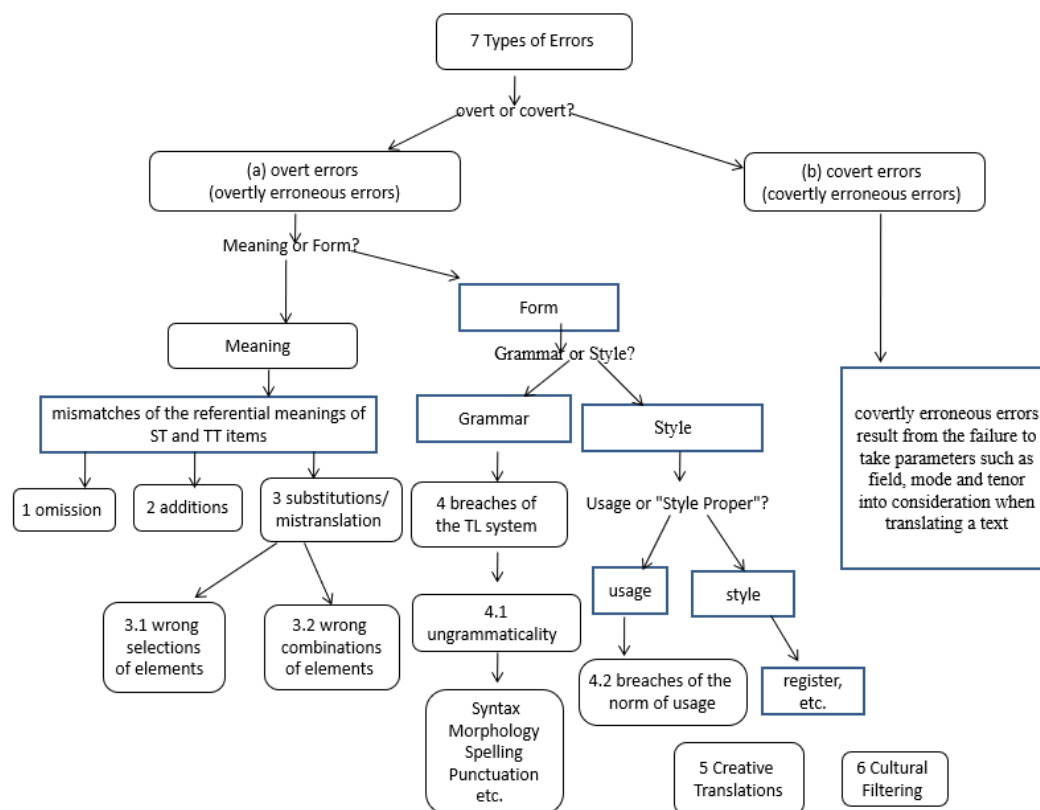 7 Types of Errors
overt or covert?
(a) overt errors
(overtly erroneous errors)
(b) covert errors
(covertly erroneous errors)
Meaning or Form?
Form
Meaning
Grammar or Style?
mismatches of the referential meanings of
ST and TT items
Grammar
Style
covertly erroneous errors
result from the failure to
take parameters such as
field, mode and tenor
into consideration when
translating a text
1 omission
2 additions
3 substitutions/
mistranslation
4 breaches of
the TL system
Usage or "Style Proper"?
usage
style
3.1 wrong
selections
of elements
3.2 wrong
combinations
of elements
4.1
ungrammaticality
4.2 breaches of the
norm of usage
register,
etc.
Syntax
Morphology
Spelling
Punctuation
etc.
5 Creative
Translations
6 Cultural
Filtering